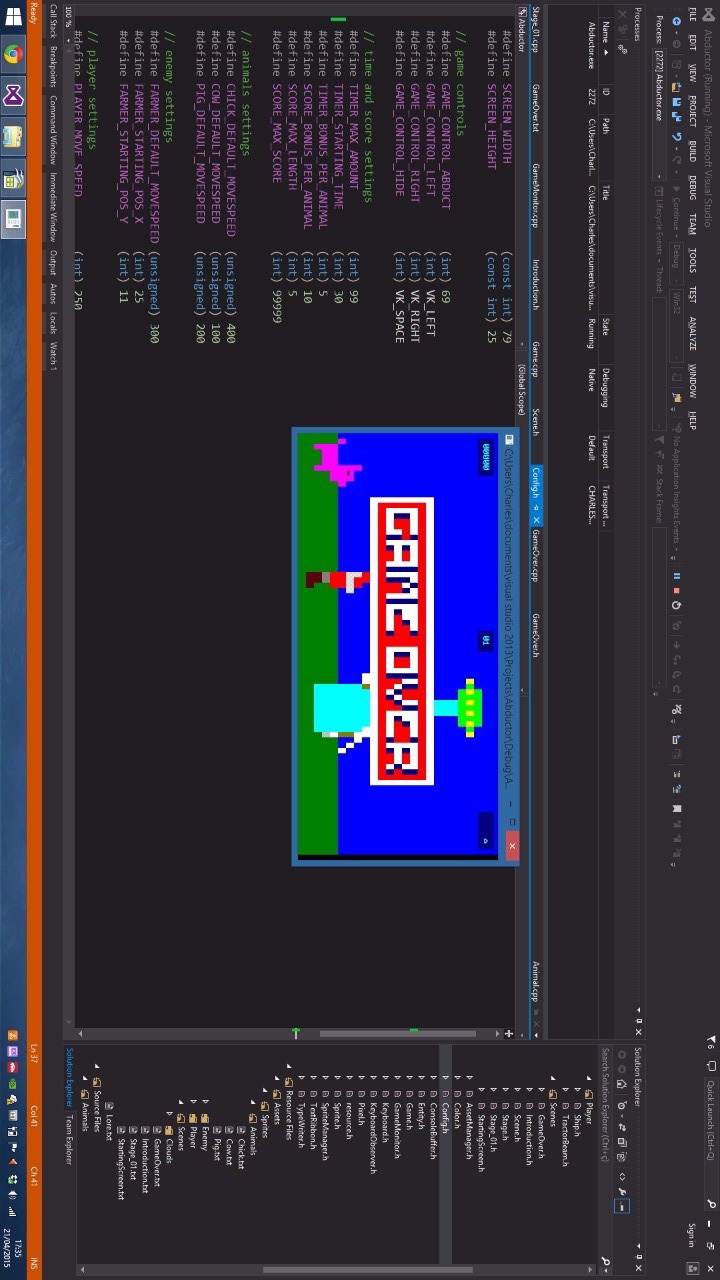 Abductor (Running) - Microsoft Visual Studio
Quick Launch (Ctrl+Q)
FILE EDIT VIEW PROJECT BUILD DEBUG TEAM TOOLS TEST ANALYZE WINDOW HELP
Sign in
Continue Debug Win32 No Application Insights Events
Process: [2272] Abductor.exe Lifecycle Events Thread: Stack Frame:
Processes
Name ID Path Title State Debugging Transport Transport ...
Abductor.exe 2272 C:\Users\Charl... C:\Users\Charles\documents\visu... Running Native Default CHARLES...
Stage_01.cpp GameOver.txt GameMonitor.cpp Introduction.h Game.cpp Scene.h Config.h GameOver.cpp GameOver.h Animal.cpp
Abductor (Global Scope)
#define SCREEN_WIDTH (const int) 79
#define SCREEN_HEIGHT (const int) 25
// game controls
#define GAME_CONTROL_ABDUCT (int) 69
#define GAME_CONTROL_LEFT (int) VK_LEFT
#define GAME_CONTROL_RIGHT (int) VK_RIGHT
#define GAME_CONTROL_HIDE (int) VK_SPACE
// time and score settings
#define TIMER_MAX_AMOUNT (int) 99
#define TIMER_STARTING_TIME (int) 30
#define TIMER_BONUS_PER_ANIMAL (int) 5
#define SCORE_BONUS_PER_ANIMAL (int) 10
#define SCORE_MAX_LENGTH (int) 5
#define SCORE_MAX_SCORE (int) 99999
// animals settings
#define CHICK_DEFAULT_MOVESPEED (unsigned) 400
#define COW_DEFAULT_MOVESPEED (unsigned) 100
#define PIG_DEFAULT_MOVESPEED (unsigned) 200
// enemy settings
#define FARMER_DEFAULT_MOVESPEED (unsigned) 300
#define FARMER_STARTING_POS_X (int) 25
#define FARMER_STARTING_POS_Y (int) 11
// player settings
#define PLAYER_MOVE_SPEED (int) 250
100 %
C:\Users\Charles\documents\visual studio 2013\Projects\Abductor\Debug\A...
00000 01
GAME OVER
Solution Explorer
Search Solution Explorer (Ctrl+ç)
Player
Ship.h
TractorBeam.h
Scenes
GameOver.h
Introduction.h
Scene.h
Stage_01.h
StartingScreen.h
AssetManager.h
Color.h
Config.h
ConsoleBuffer.h
Entity.h
Game.h
GameMonitor.h
Keyboard.h
KeyboardObserver.h
Pixel.h
resource.h
Sprite.h
SpriteManager.h
TextRibbon.h
TypeWriter.h
Resource Files
Assets
Sprites
Animals
Chick.txt
Cow.txt
Pig.txt
Enemy
Player
Scenes
Clouds
GameOver.txt
Introduction.txt
Stage_01.txt
StartingScreen.txt
Lore.txt
Source Files
Animals
Solution Explorer Team Explorer
Call Stack Breakpoints Command Window Immediate Window Output Autos Locals Watch 1
Ready Ln 37 Col 41 Ch 41 INS
17:35
21/04/2015